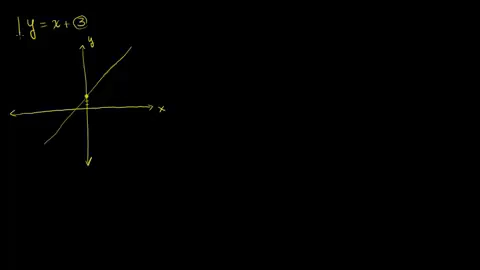 1. y = x + 3
y
x